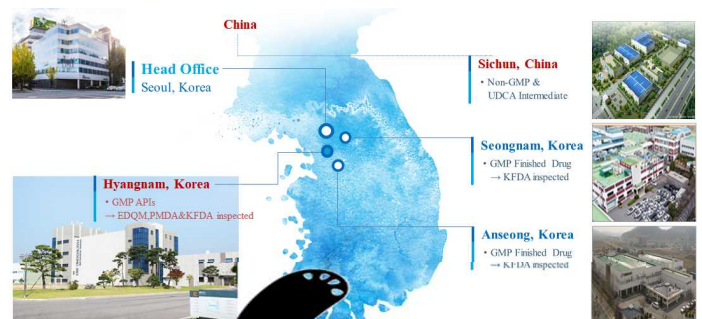 China
Head Office
Seoul, Korea
Sichun, China
• Non-GMP &
UDCA Intermediate
Seongnam, Korea
• GMP Finished Drug
→ KFDA inspected
Hyangnam, Korea
• GMP APIs
→ EDQM,PMDA&KFDA inspected
Anseong, Korea
• GMP Finished Drug
→ KFDA inspected